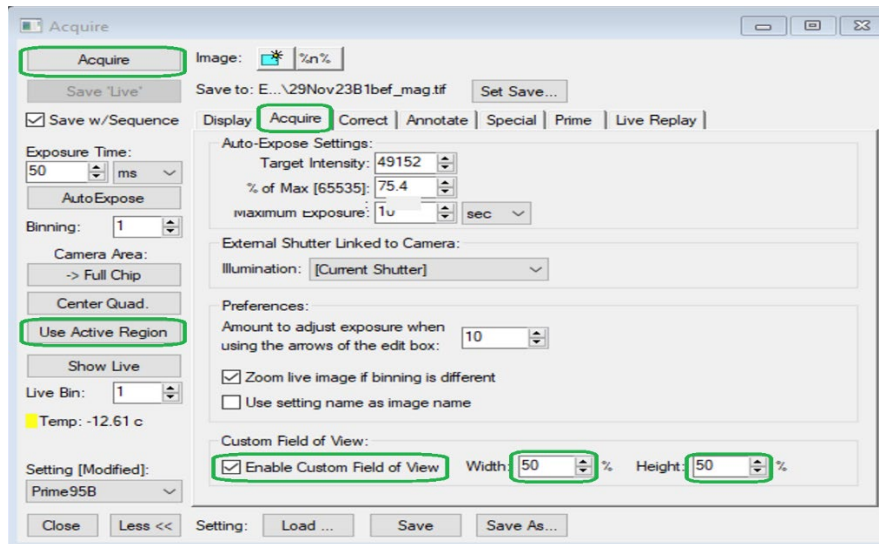 Acquire
Acquire
Image: %n%
Save 'Live'
Save to: E...\29Nov23B1bef_mag.tif Set Save...
Save w/Sequence
Display Acquire Correct Annotate Special Prime Live Replay
Exposure Time:
50 ms
AutoExpose
Binning: 1
Camera Area:
-> Full Chip
Center Quad.
Use Active Region
Show Live
Live Bin: 1
Temp: -12.61 c
Setting [Modified]:
Prime95B
Auto-Expose Settings:
Target Intensity: 49152
% of Max [65535]: 75.4
Maximum Exposure: 10 sec
External Shutter Linked to Camera:
Illumination: [Current Shutter]
Preferences:
Amount to adjust exposure when
using the arrows of the edit box: 10
Zoom live image if binning is different
Use setting name as image name
Custom Field of View:
Enable Custom Field of View Width: 50 % Height: 50 %
Close Less << Setting: Load ... Save Save As...